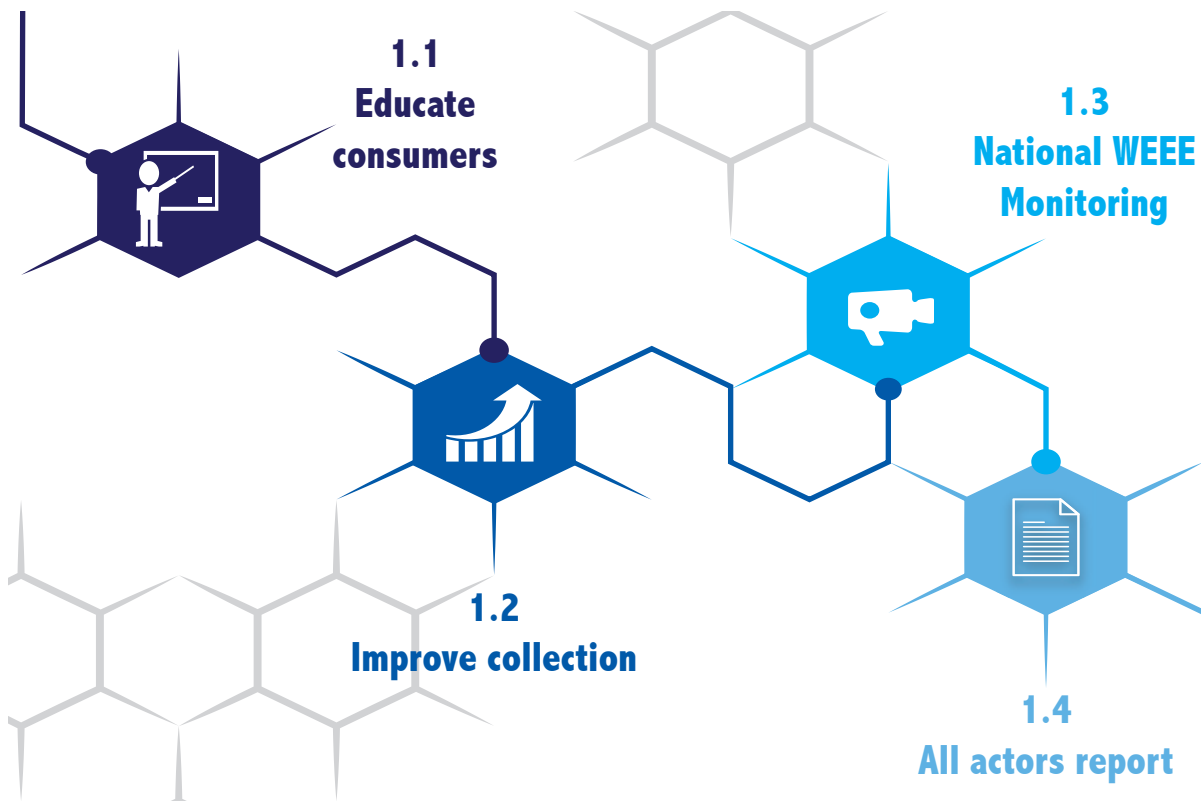 1.1
Educate
consumers
1.2
Improve collection
1.3
National WEEE
Monitoring
1.4
All actors report